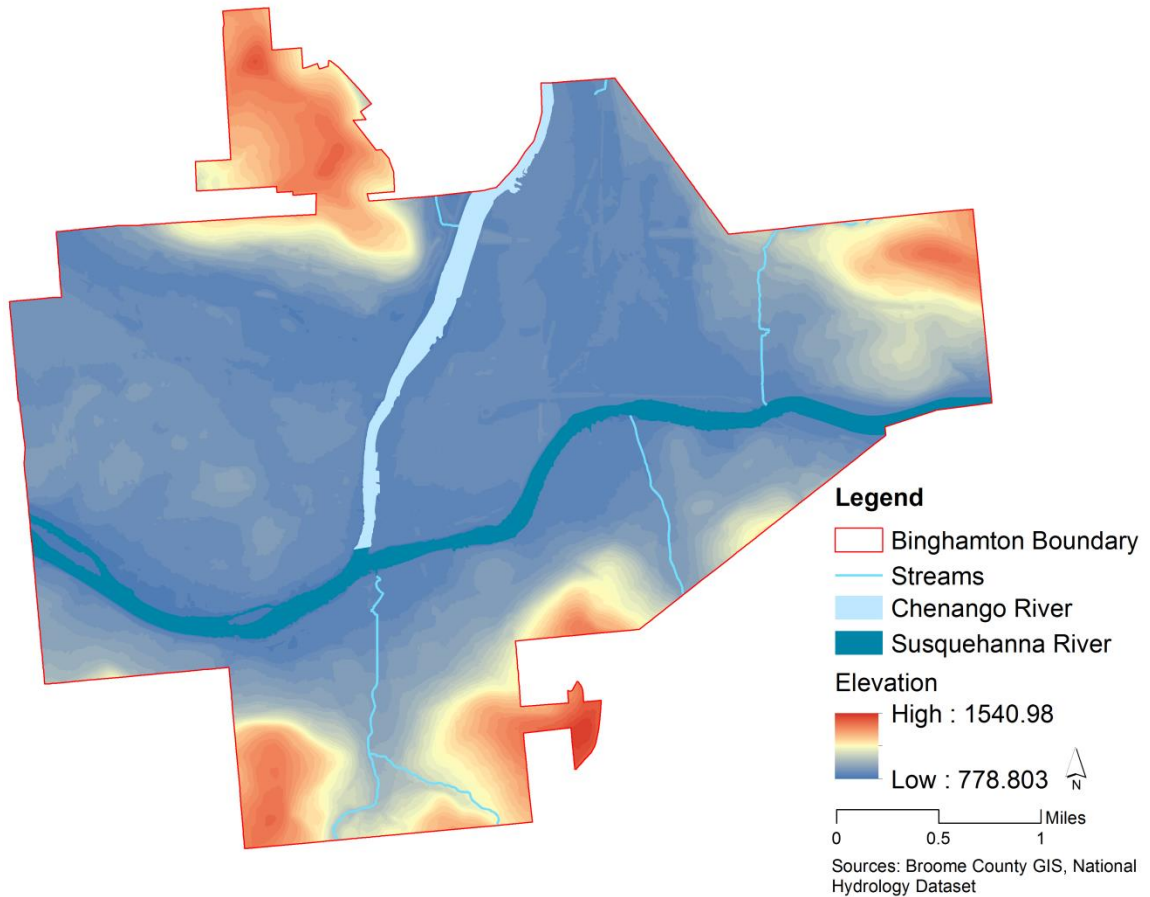 Legend
Binghamton Boundary
Streams
Chenango River
Susquehanna River
Elevation
High : 1540.98
Low : 778.803
N
Miles
0 0.5 1
Sources: Broome County GIS, National
Hydrology Dataset